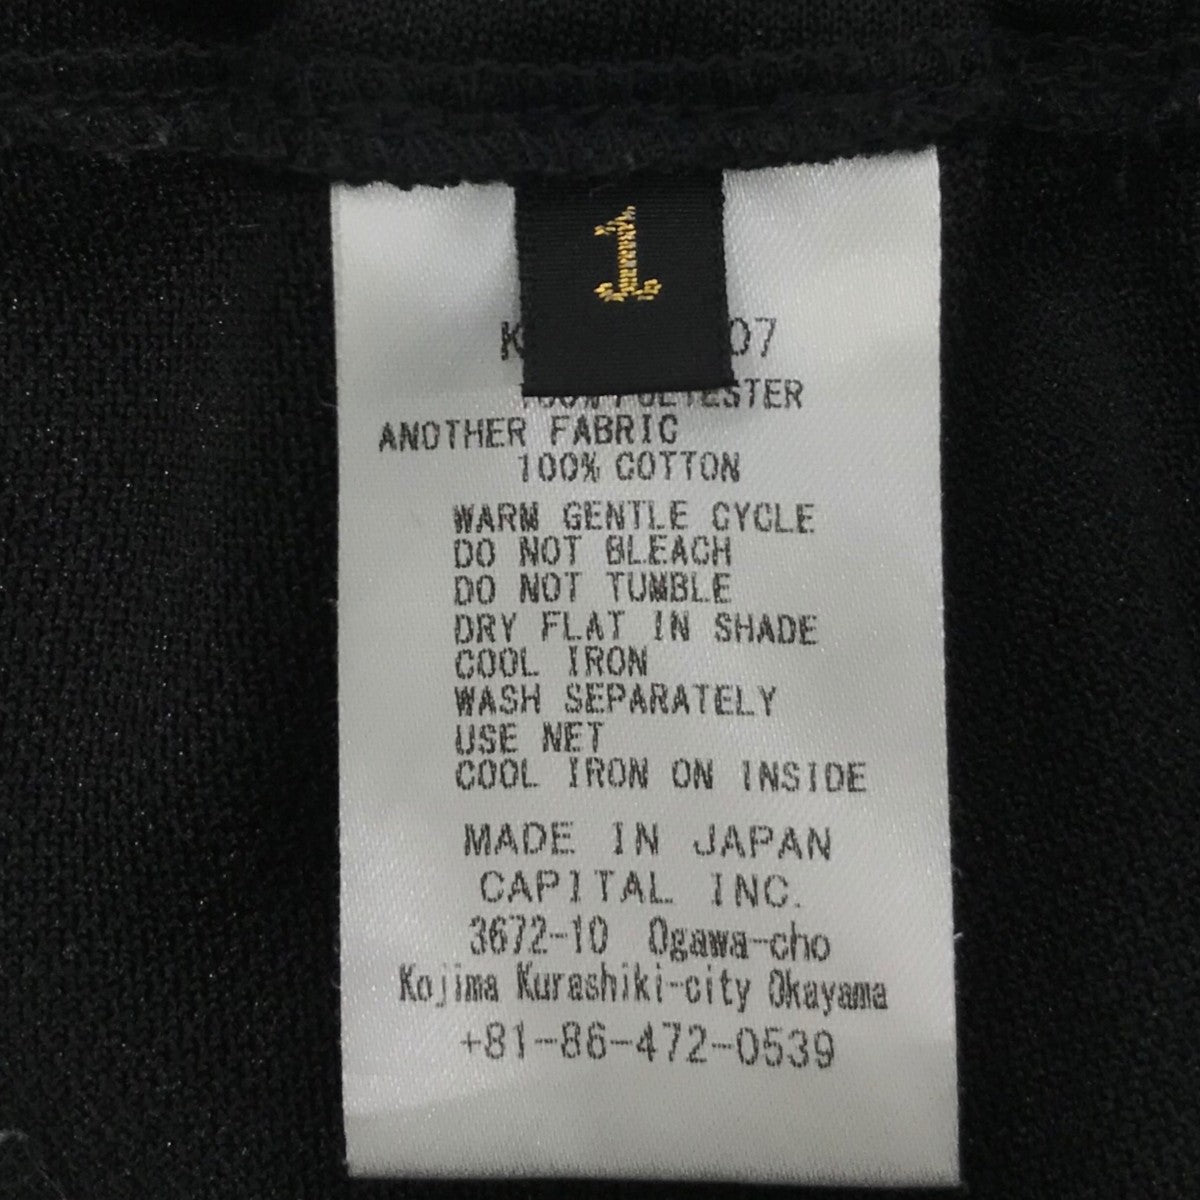 1
07
100% POLYESTER
ANOTHER FABRIC
100% COTTON
WARM GENTLE CYCLE
DO NOT BLEACH
DO NOT TUMBLE
DRY FLAT IN SHADE
COOL IRON
WASH SEPARATELY
USE NET
COOL IRON ON INSIDE
MADE IN JAPAN
CAPITAL INC.
3672-10 Ogawa-cho
Kojima Kurashiki-city Okayama
+81-86-472-0539